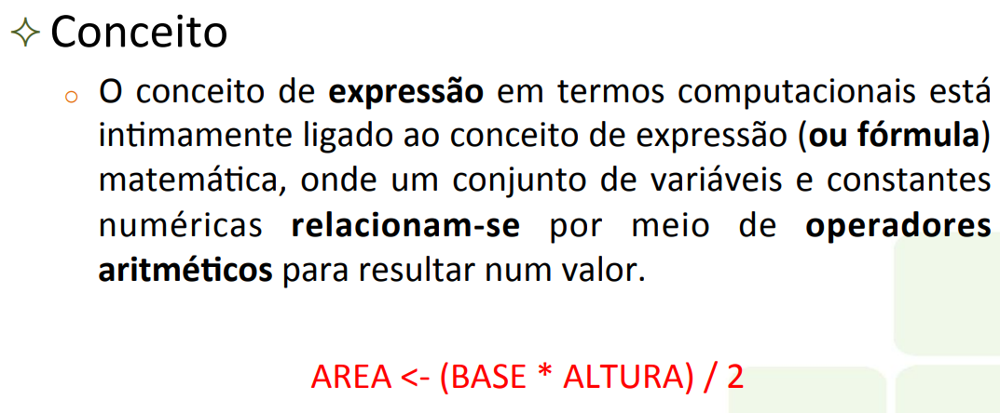 Conceito
O conceito de expressão em termos computacionais está
intimamente ligado ao conceito de expressão (ou fórmula)
matemática, onde um conjunto de variáveis e constantes
numéricas relacionam-se por meio de operadores
aritméticos para resultar num valor.
AREA <- (BASE * ALTURA) / 2